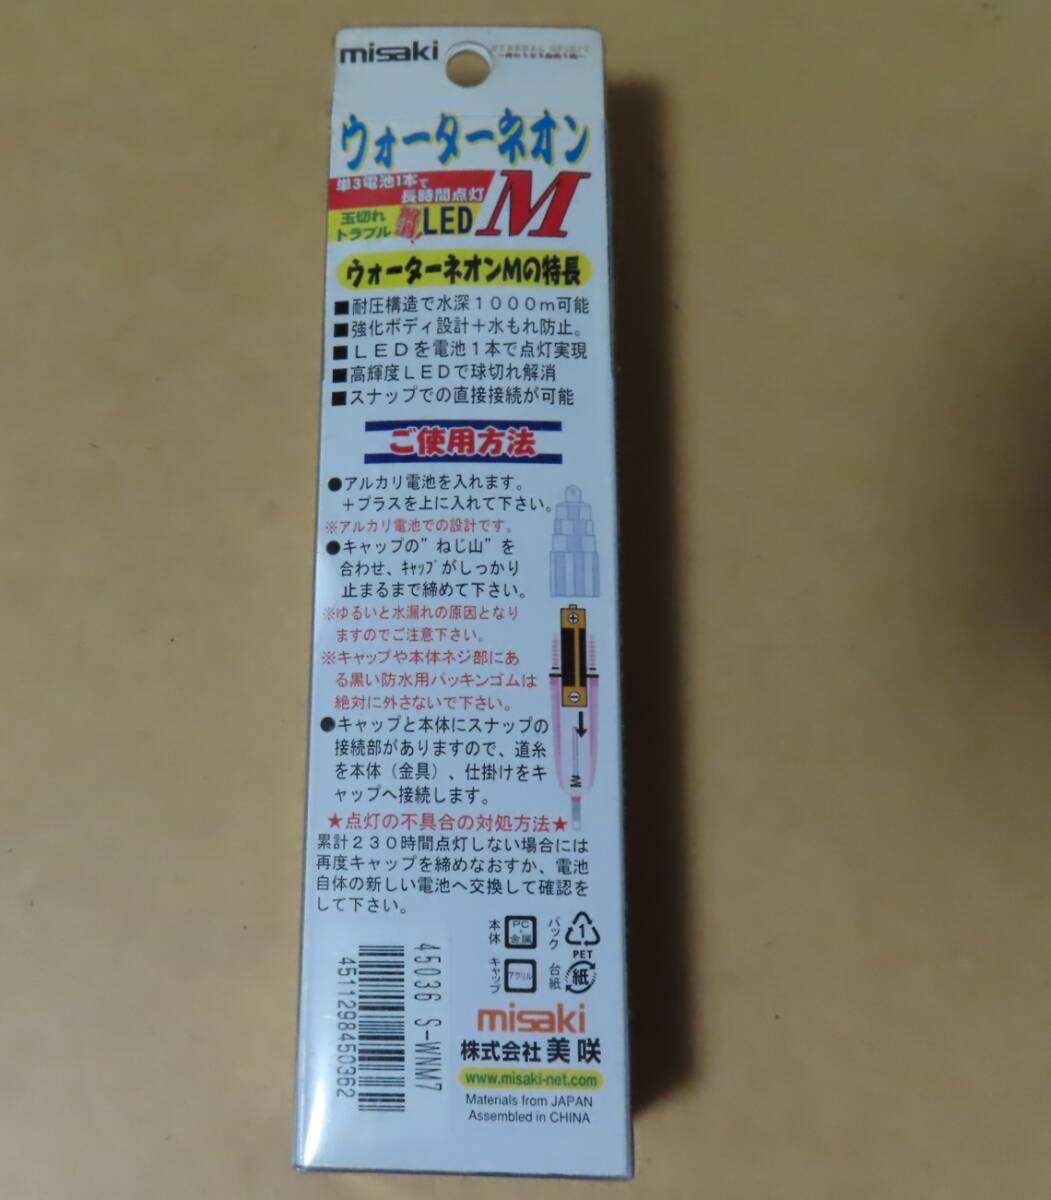 misaki
ウォーターネオン
単3電池1本で
長時間点灯
玉切れ
トラブル
解消!
LED
M
ウォーターネオンMの特長
■耐圧構造で水深1000m可能
■強化ボディ設計+水もれ防止。
■LEDを電池1本で点灯実現
■高輝度LEDで球切れ解消
■スナップでの直接接続が可能
ご使用方法
●アルカリ電池を入れます。
+プラスを上に入れて下さい。
※アルカリ電池での設計です。
●キャップの”ねじ山”を
合わせ、ｷｬｯﾌﾟがしっかり
止まるまで締めて下さい。
※ゆるいと水漏れの原因となり
ますのでご注意下さい。
※キャップや本体ネジ部にあ
る黒い防水用パッキンゴムは
絶対に外さないで下さい。
●キャップと本体にスナップの
接続部がありますので、道糸
を本体(金具)、仕掛けをキ
ャップへ接続します。
★点灯の不具合の対処方法★
累計230時間点灯しない場合には
再度キャップを締めなおすか、電池
自体の新しい電池へ交換して確認を
して下さい。
本体
PC
・
金属
パック
1
PET
キャップ
アクリル
台紙
紙
45036 S-WNM7
4511298450362
misaki
株式会社 美咲
www.misaki-net.com
Materials from JAPAN
Assembled in CHINA